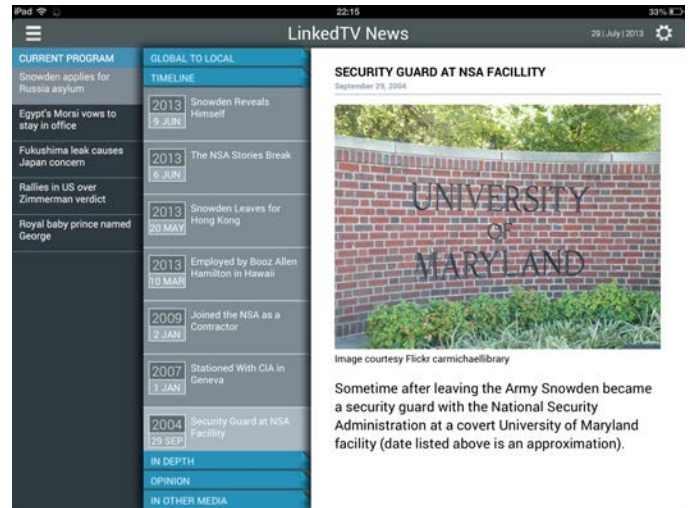 iPad 22:15 33%
LinkedTV News
29 | July | 2013
CURRENT PROGRAM
Snowden applies for
Russia asylum
Egypt's Morsi vows to
stay in office
Fukushima leak causes
Japan concern
Rallies in US over
Zimmerman verdict
Royal baby prince named
George
GLOBAL TO LOCAL
TIMELINE
2013
9 JUN
Snowden Reveals
Himself
2013
6 JUN
The NSA Stories Break
2013
20 MAY
Snowden Leaves for
Hong Kong
2013
10 MAR
Employed by Booz Allen
Hamilton in Hawaii
2009
2 JAN
Joined the NSA as a
Contractor
2007
1 JAN
Stationed With CIA in
Geneva
2004
29 SEP
Security Guard at NSA
Facillity
IN DEPTH
OPINION
IN OTHER MEDIA
SECURITY GUARD AT NSA FACILLITY
September 29, 2004
UNIVERSITY
OF
MARYLAND
Image courtesy Flickr carmichaellibrary
Sometime after leaving the Army Snowden became
a security guard with the National Security
Administration at a covert University of Maryland
facility (date listed above is an approximation).